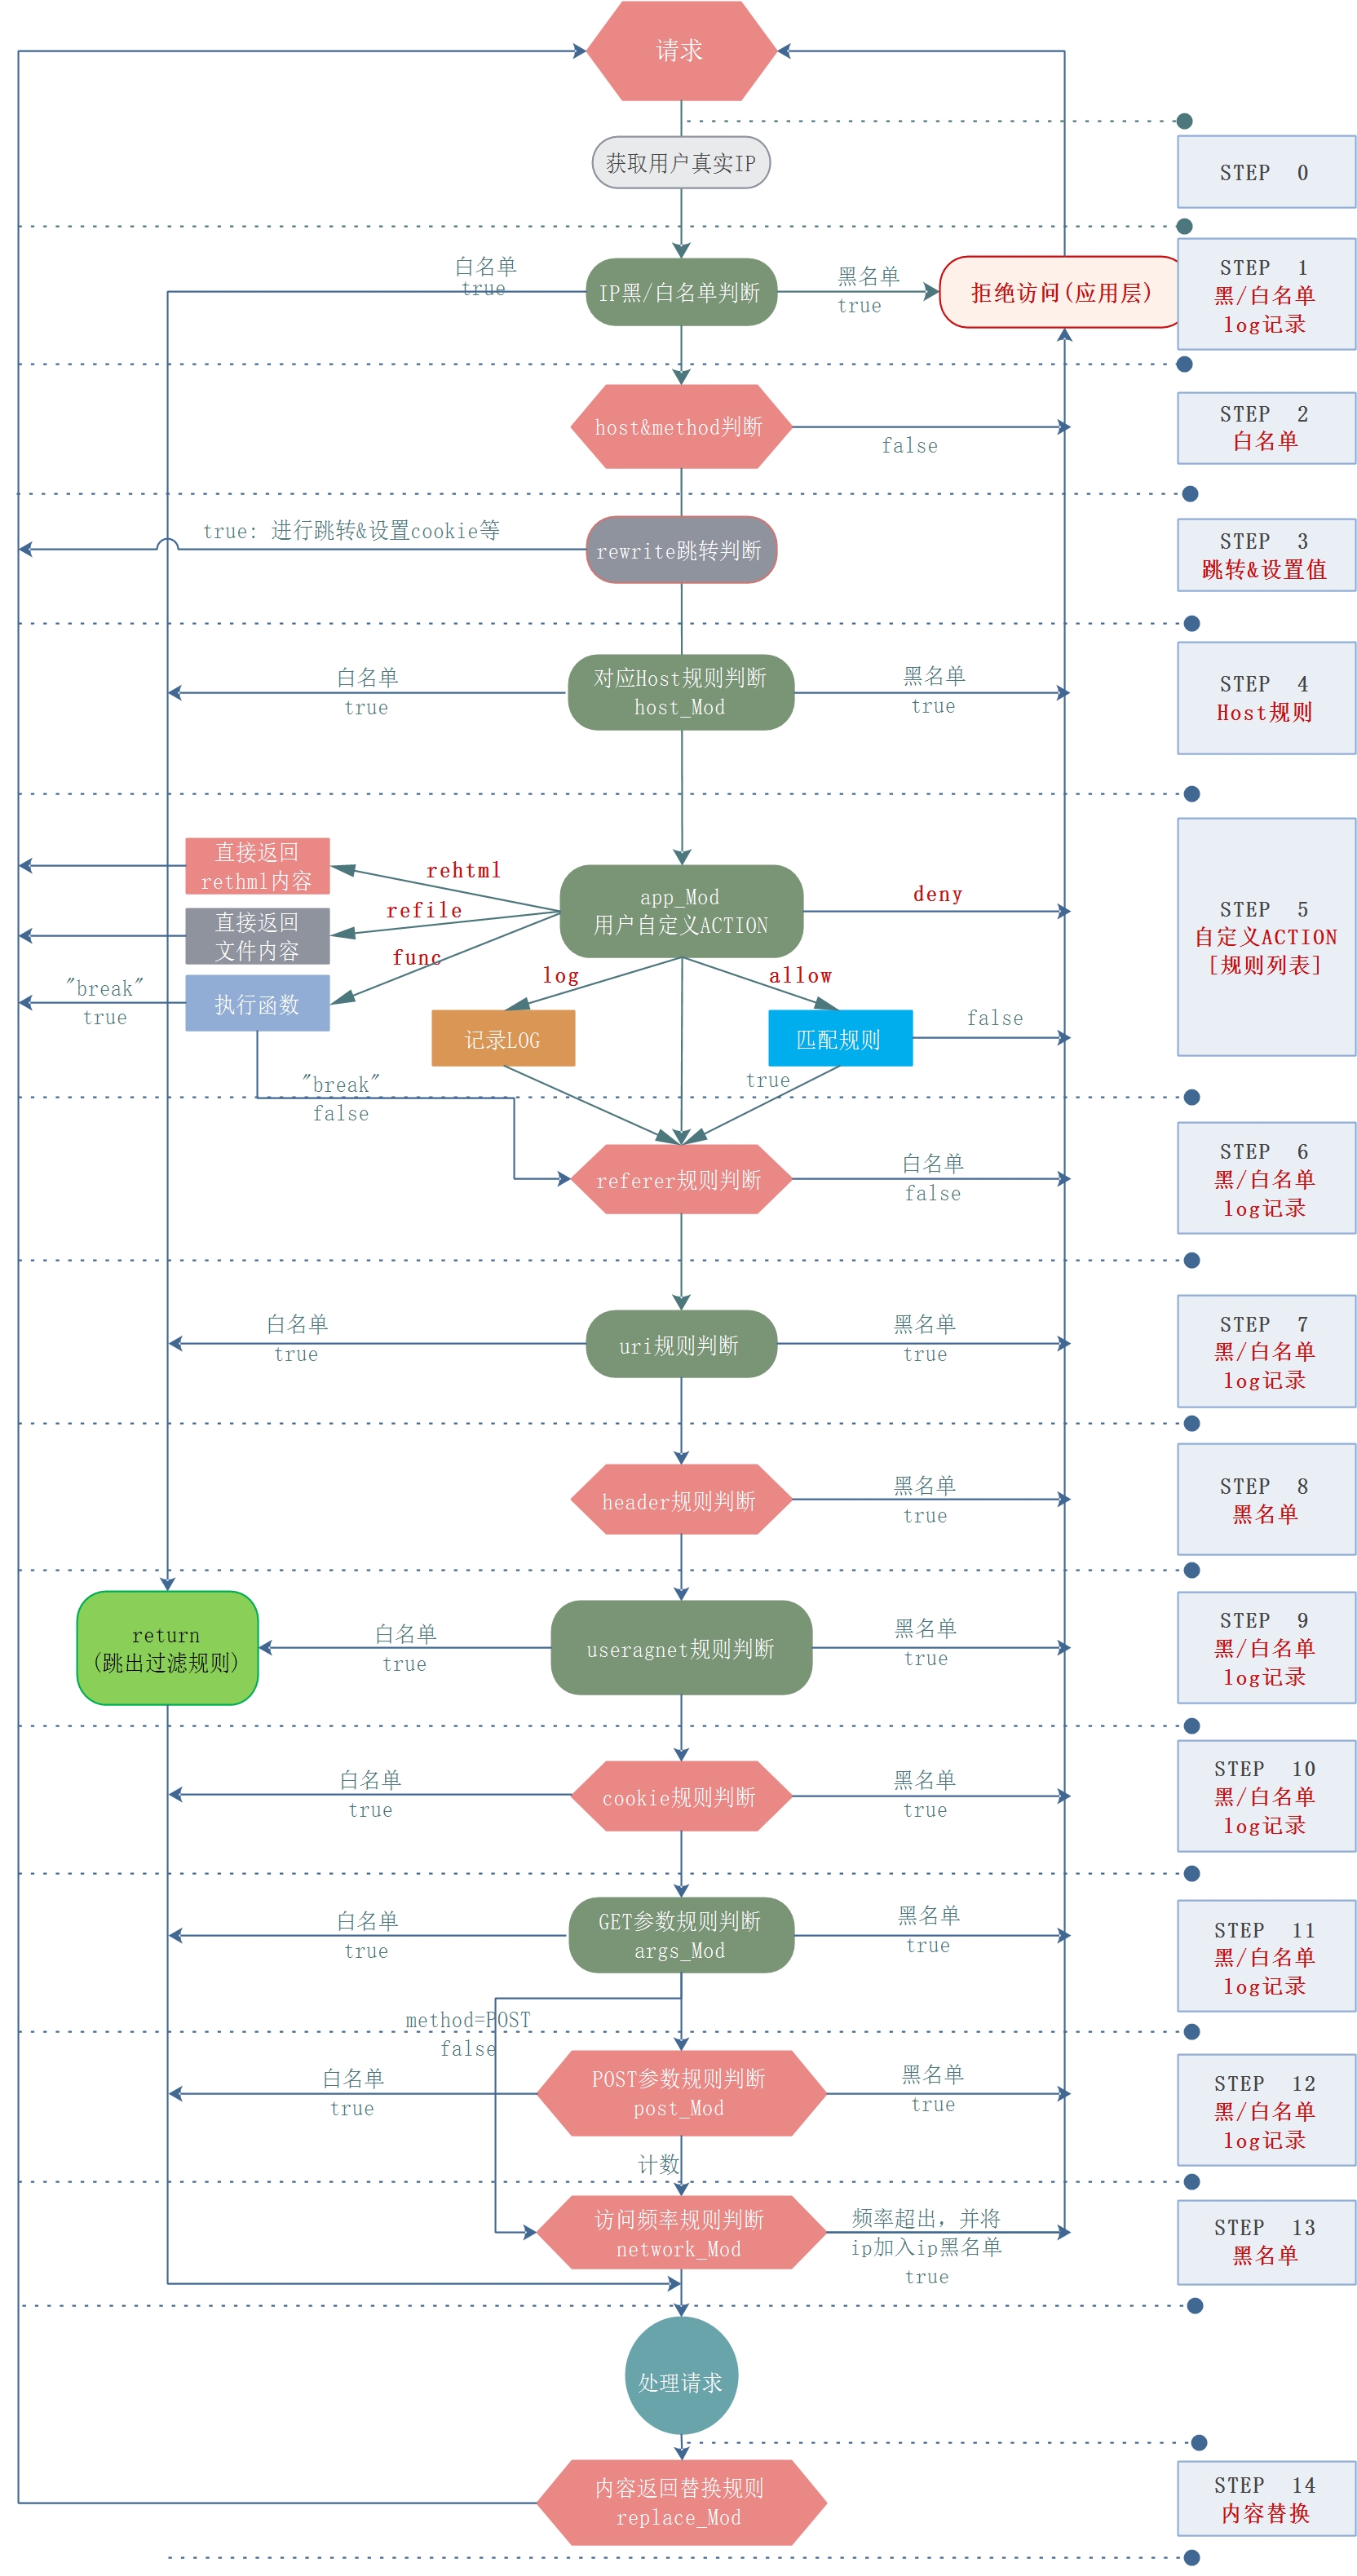 请求
获取用户真实IP
STEP 0
白名单
true
IP黑/白名单判断
黑名单
true
拒绝访问(应用层)
STEP 1
黑/白名单
log记录
host&method判断
false
STEP 2
白名单
true: 进行跳转&设置cookie等
rewrite跳转判断
STEP 3
跳转&设置值
白名单
true
对应Host规则判断
host_Mod
黑名单
true
STEP 4
Host规则
直接返回
rethml内容
rehtml
直接返回
文件内容
refile
func
app_Mod
用户自定义ACTION
deny
STEP 5
自定义ACTION
[规则列表]
"break"
true
执行函数
log
allow
记录LOG
匹配规则
false
true
"break"
false
referer规则判断
白名单
false
STEP 6
黑/白名单
log记录
白名单
true
uri规则判断
黑名单
true
STEP 7
黑/白名单
log记录
header规则判断
黑名单
true
STEP 8
黑名单
return
(跳出过滤规则)
白名单
true
useragnet规则判断
黑名单
true
STEP 9
黑/白名单
log记录
白名单
true
cookie规则判断
黑名单
true
STEP 10
黑/白名单
log记录
白名单
true
GET参数规则判断
args_Mod
黑名单
true
STEP 11
黑/白名单
log记录
method=POST
false
白名单
true
POST参数规则判断
post_Mod
黑名单
true
STEP 12
黑/白名单
log记录
计数
访问频率规则判断
network_Mod
频率超出，并将
ip加入ip黑名单
true
STEP 13
黑名单
处理请求
内容返回替换规则
replace_Mod
STEP 14
内容替换